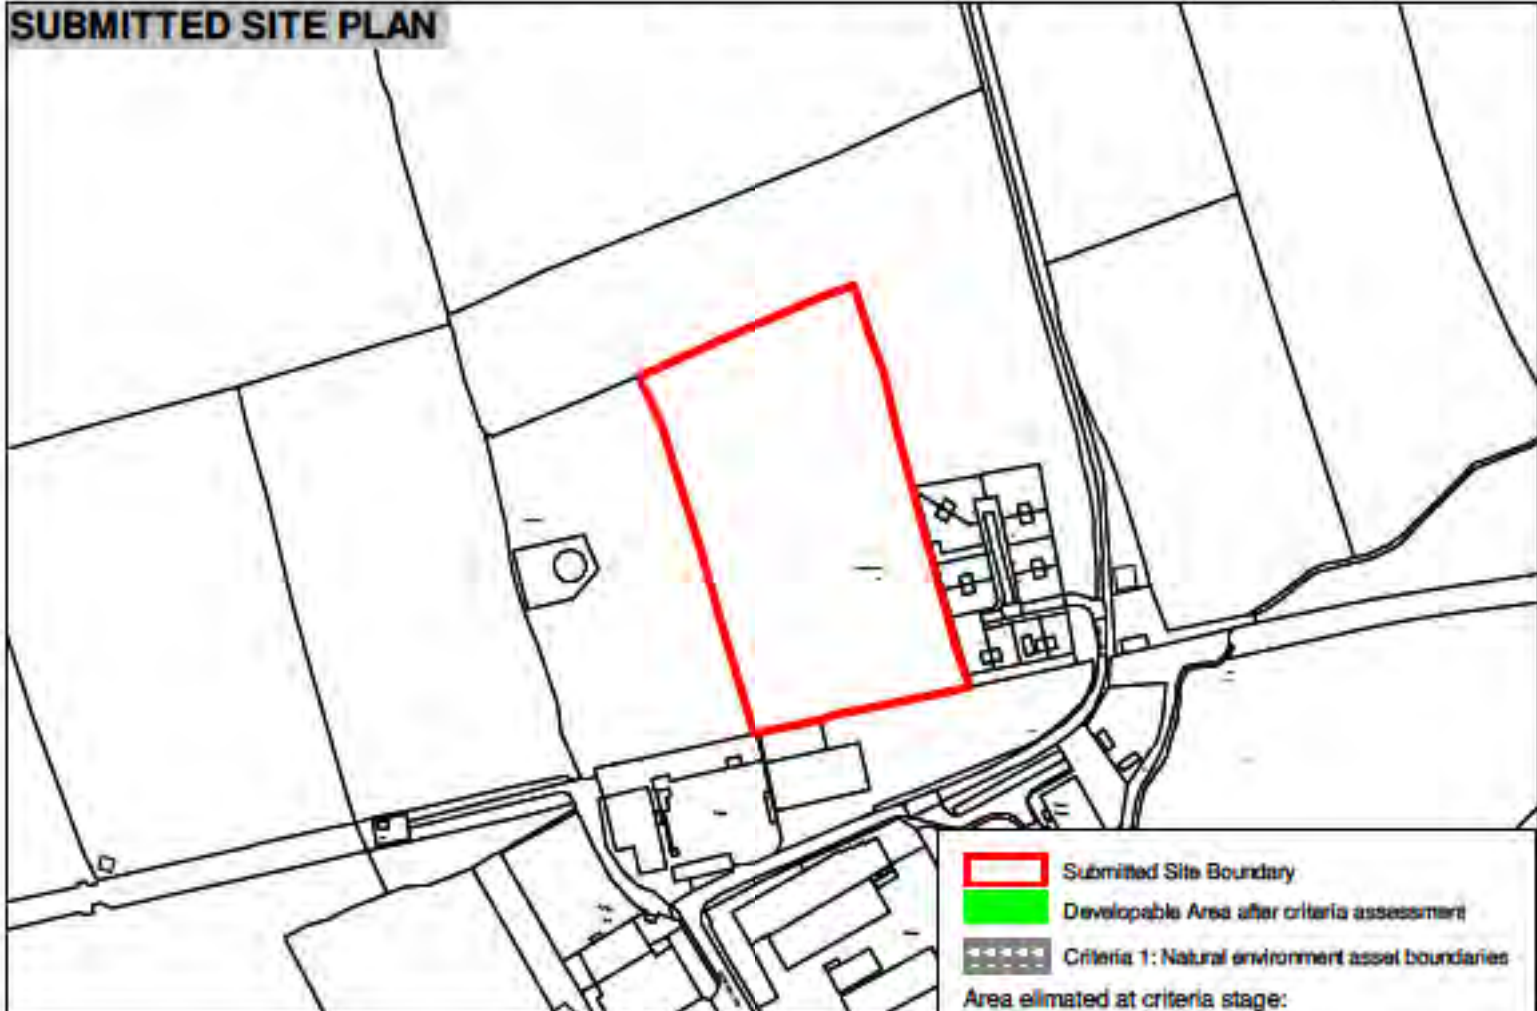 SUBMITTED SITE PLAN
Submitted Site Boundary
Developable Area after criteria assessment
Criteria 1: Natural environment asset boundaries
Area elimated at criteria stage: